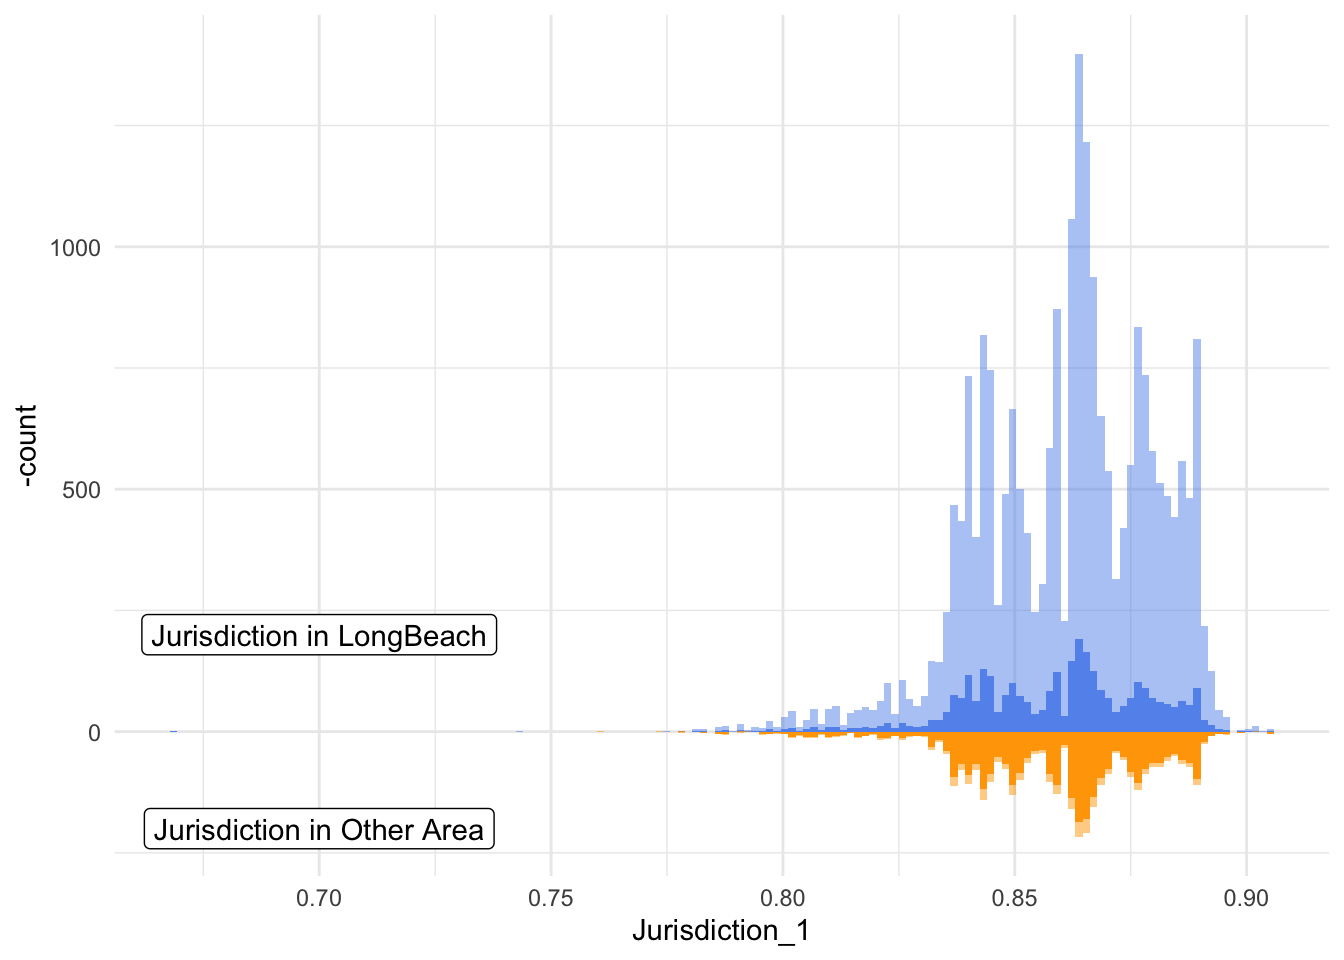 1000
500
0
-count
Jurisdiction in LongBeach
Jurisdiction in Other Area
0.70 0.75 0.80 0.85 0.90
Jurisdiction_1